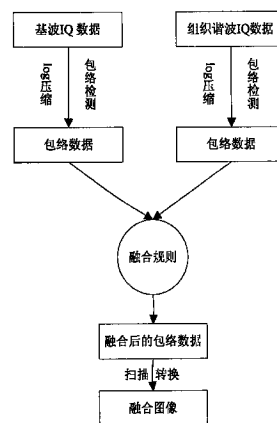 基波IQ 数据
组织谐波IQ数据
log压缩
包络检测
log压缩
包络检测
包络数据
包络数据
融合规则
融合后的包络数据
扫描 转换
融合图像